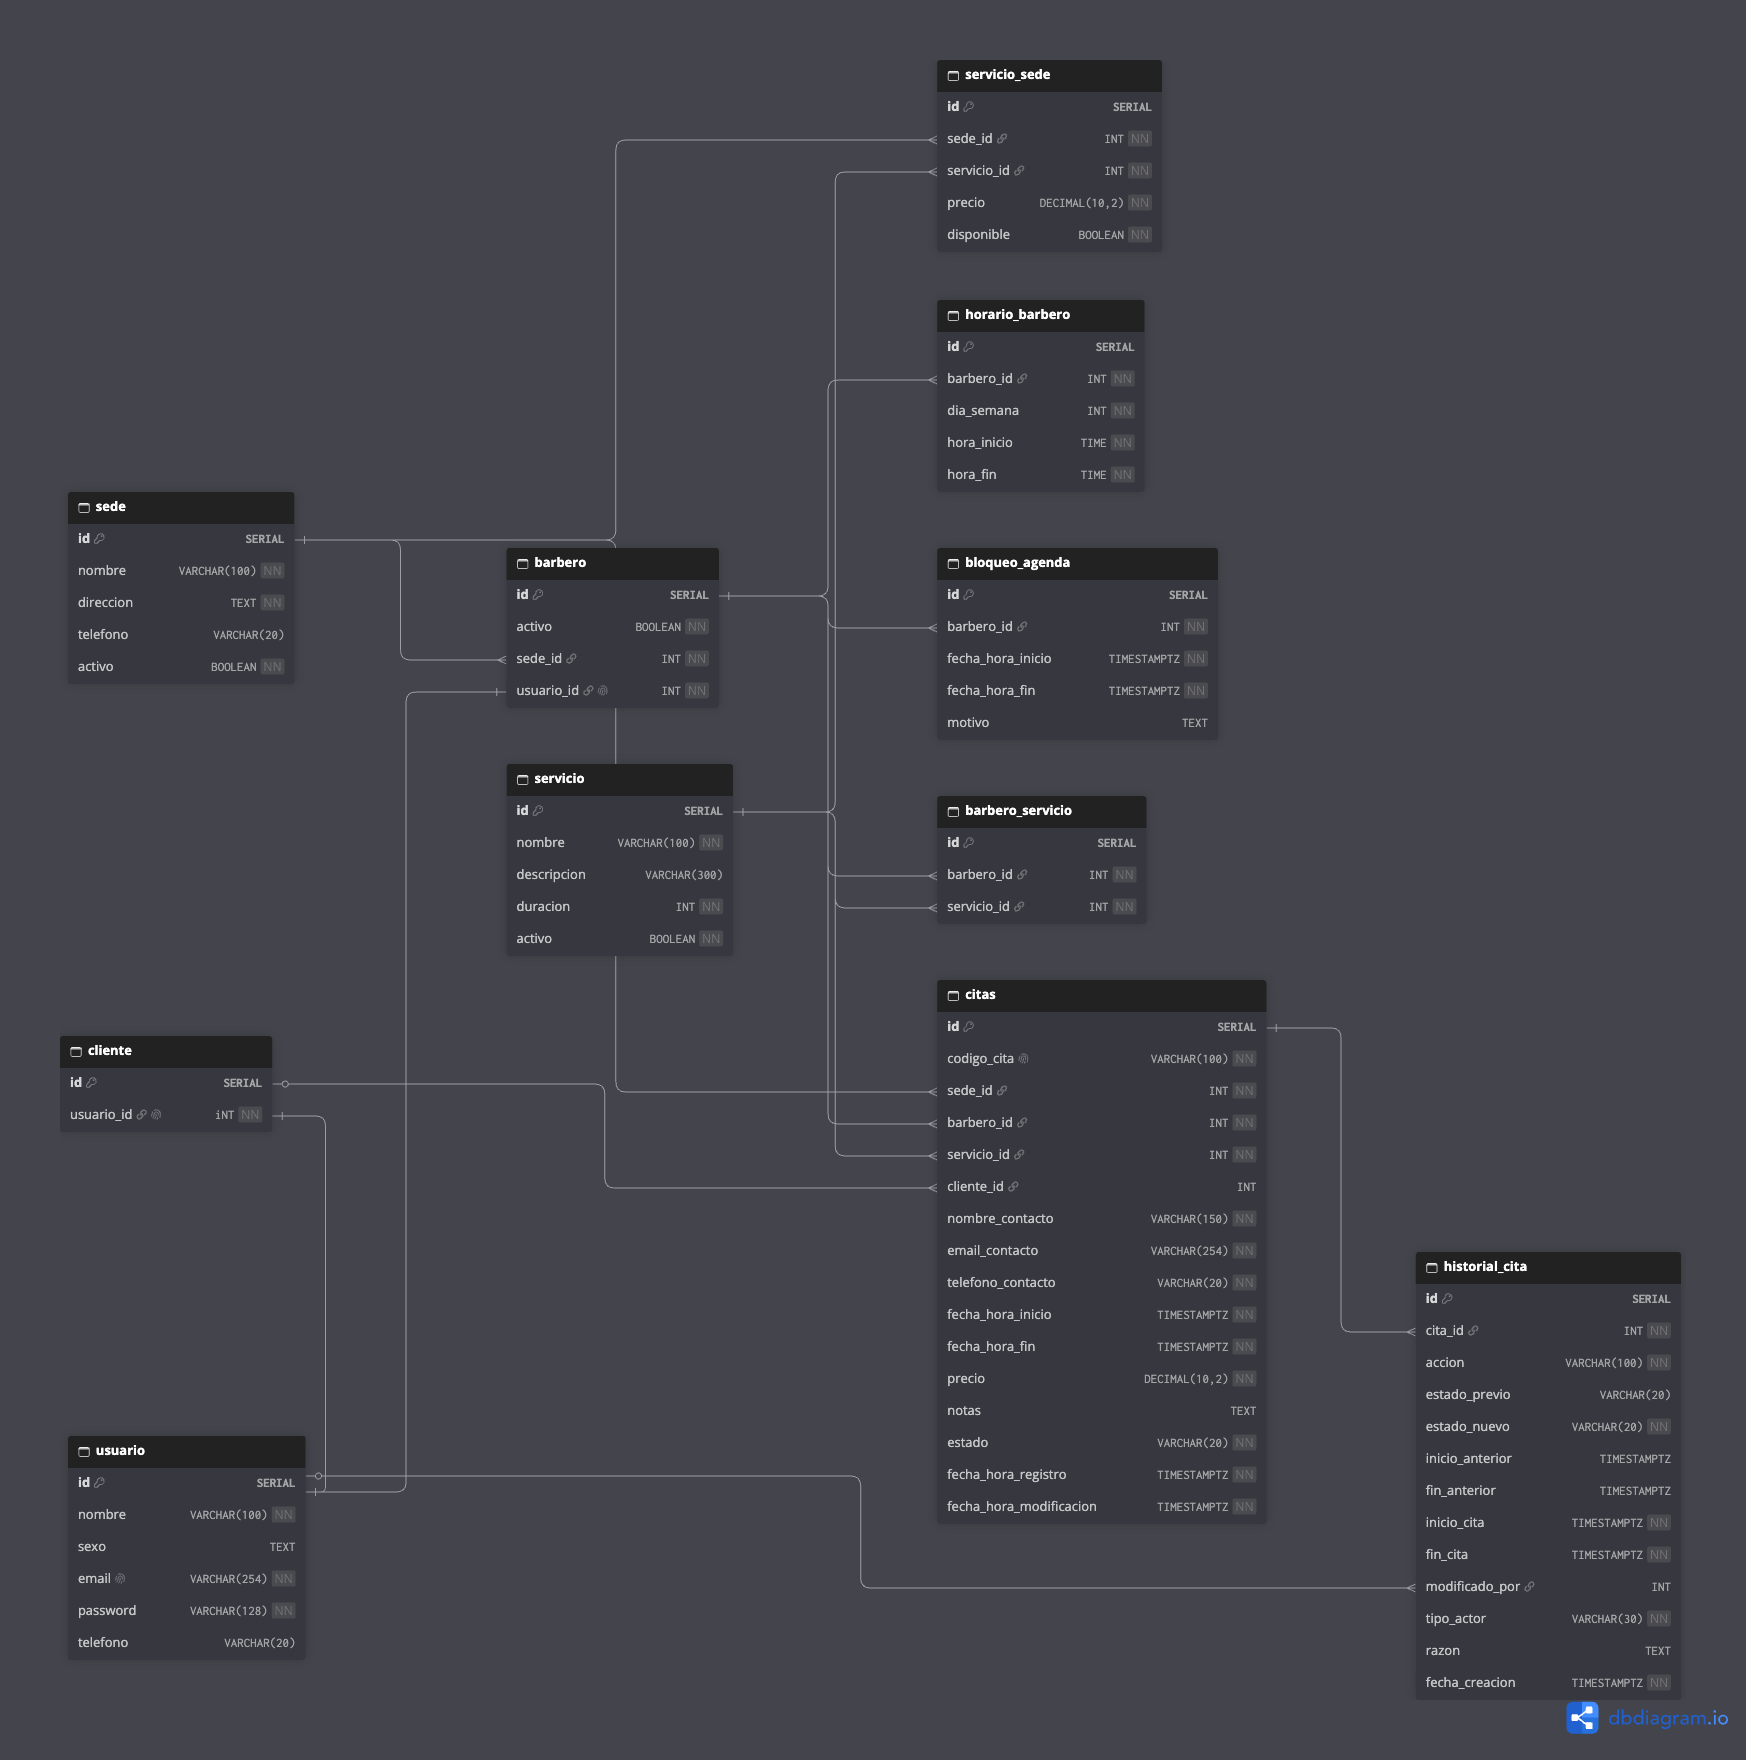 servicio_sede
id SERIAL
sede_id INT NN
servicio_id INT NN
precio DECIMAL(10,2) NN
disponible BOOLEAN NN
horario_barbero
id SERIAL
barbero_id INT NN
dia_semana INT NN
hora_inicio TIME NN
hora_fin TIME NN
sede
id SERIAL
nombre VARCHAR(100) NN
direccion TEXT NN
telefono VARCHAR(20)
activo BOOLEAN NN
barbero
id SERIAL
activo BOOLEAN NN
sede_id INT NN
usuario_id INT NN
bloqueo_agenda
id SERIAL
barbero_id INT NN
fecha_hora_inicio TIMESTAMPTZ NN
fecha_hora_fin TIMESTAMPTZ NN
motivo TEXT
servicio
id SERIAL
nombre VARCHAR(100) NN
descripcion VARCHAR(300)
duracion INT NN
activo BOOLEAN NN
barbero_servicio
id SERIAL
barbero_id INT NN
servicio_id INT NN
cliente
id SERIAL
usuario_id iNT NN
citas
id SERIAL
codigo_cita VARCHAR(100) NN
sede_id INT NN
barbero_id INT NN
servicio_id INT NN
cliente_id INT
nombre_contacto VARCHAR(150) NN
email_contacto VARCHAR(254) NN
telefono_contacto VARCHAR(20) NN
fecha_hora_inicio TIMESTAMPTZ NN
fecha_hora_fin TIMESTAMPTZ NN
precio DECIMAL(10,2) NN
notas TEXT
estado VARCHAR(20) NN
fecha_hora_registro TIMESTAMPTZ NN
fecha_hora_modificacion TIMESTAMPTZ NN
usuario
id SERIAL
nombre VARCHAR(100) NN
sexo TEXT
email VARCHAR(254) NN
password VARCHAR(128) NN
telefono VARCHAR(20)
historial_cita
id SERIAL
cita_id INT NN
accion VARCHAR(100) NN
estado_previo VARCHAR(20)
estado_nuevo VARCHAR(20) NN
inicio_anterior TIMESTAMPTZ
fin_anterior TIMESTAMPTZ
inicio_cita TIMESTAMPTZ NN
fin_cita TIMESTAMPTZ NN
modificado_por INT
tipo_actor VARCHAR(30) NN
razon TEXT
fecha_creacion TIMESTAMPTZ NN
dbdiagram.io